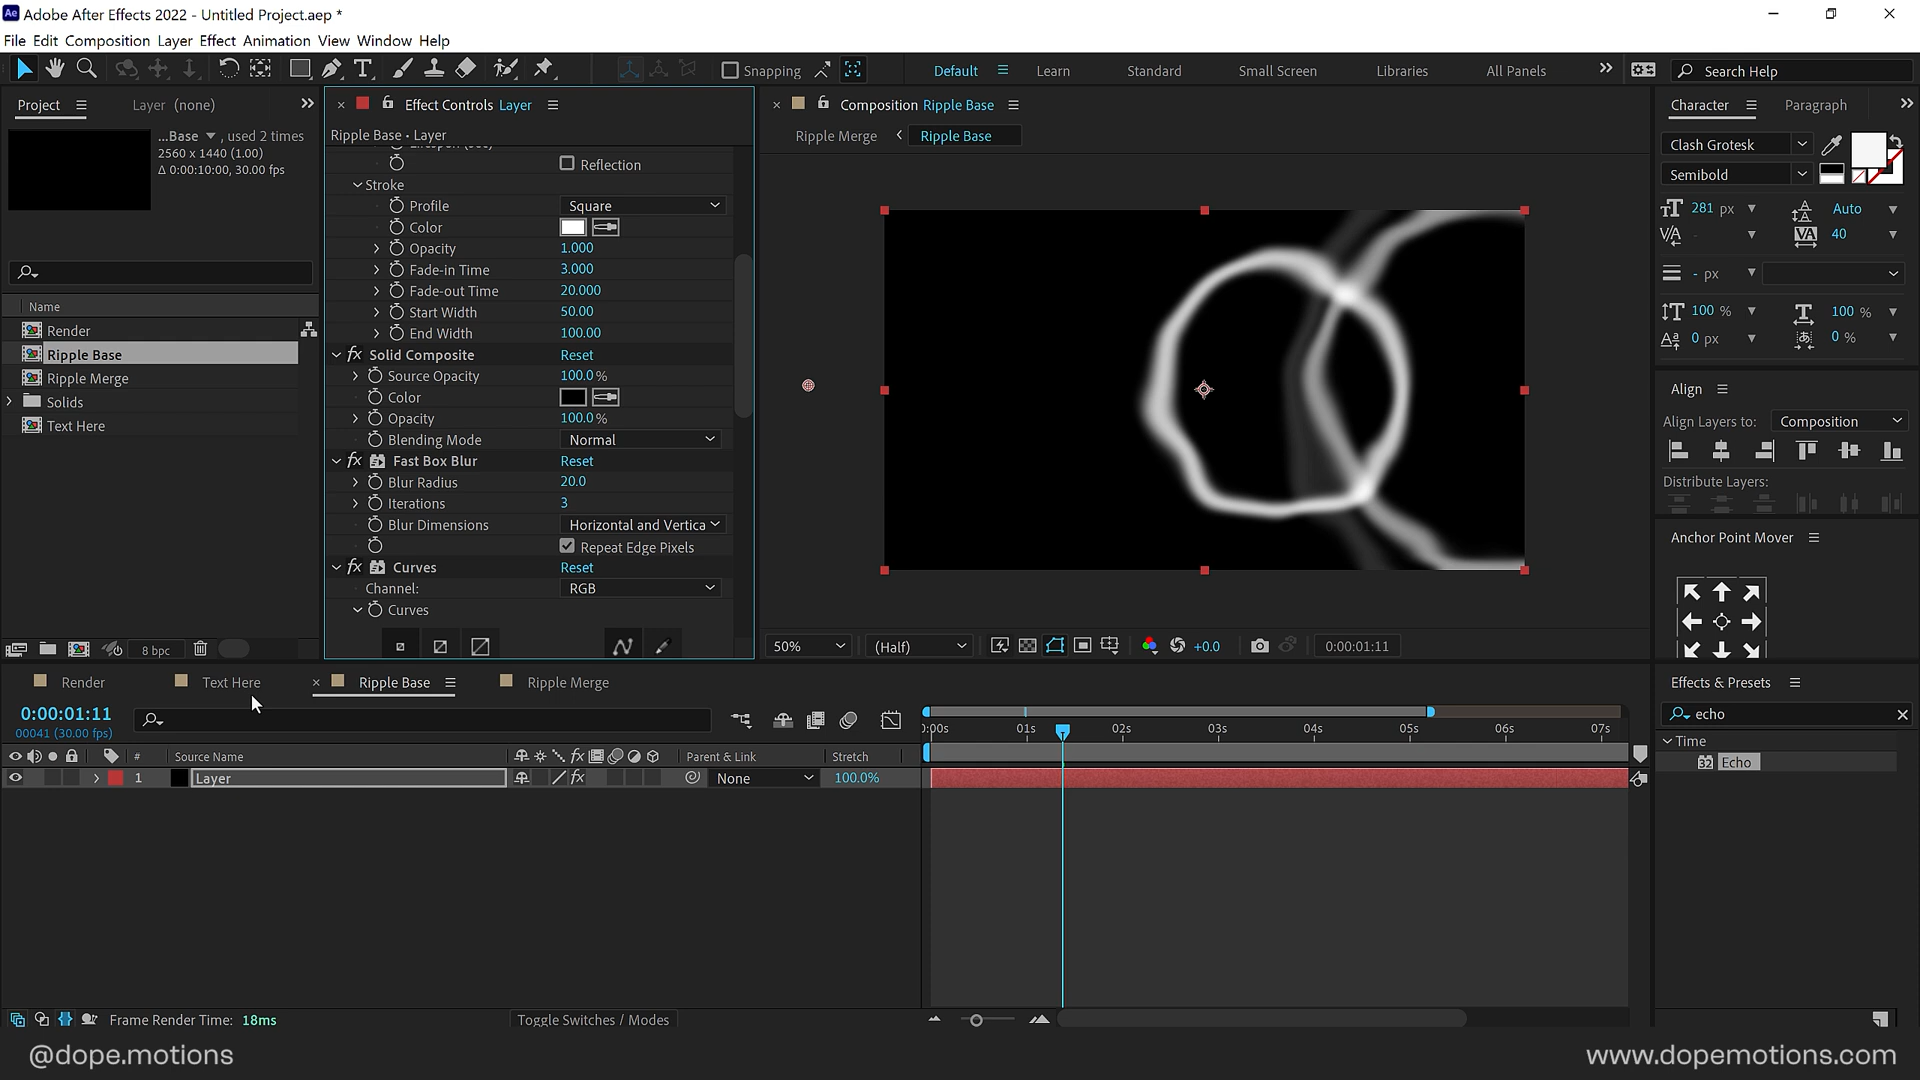 Adobe After Effects 2022 - Untitled Project.aep *
File Edit Composition Layer Effect Animation View Window Help
Snapping
Default
Learn
Standard
Small Screen
Libraries
All Panels
Search Help
Project
Layer (none)
...Base ▼, used 2 times
2560 x 1440 (1.00)
Δ 0:00:10:00, 30.00 fps
Name
Render
Ripple Base
Ripple Merge
Solids
Text Here
8 bpc
Effect Controls Layer
Ripple Base • Layer
Reflection
Stroke
Profile Square
Color
Opacity 1.000
Fade-in Time 3.000
Fade-out Time 20.000
Start Width 50.00
End Width 100.00
fx Solid Composite Reset
Source Opacity 100.0 %
Color
Opacity 100.0 %
Blending Mode Normal
fx Fast Box Blur Reset
Blur Radius 20.0
Iterations 3
Blur Dimensions Horizontal and Vertica
Repeat Edge Pixels
fx Curves Reset
Channel: RGB
Curves
Composition Ripple Base
Ripple Merge Ripple Base
50% (Half) +0.0 0:00:01:11
Character Paragraph
Clash Grotesk
Semibold
281 px Auto
40
- px
100 % 100 %
0 px 0 %
Align
Align Layers to: Composition
Distribute Layers:
Anchor Point Mover
Effects & Presets
echo
Time
Echo
Render Text Here Ripple Base Ripple Merge
0:00:01:11
00041 (30.00 fps)
# Source Name fx Parent & Link Stretch
1 Layer fx None 100.0%
0:00s 01s 02s 03s 04s 05s 06s 07s
Frame Render Time: 18ms
Toggle Switches / Modes
@dope.motions
www.dopemotions.com